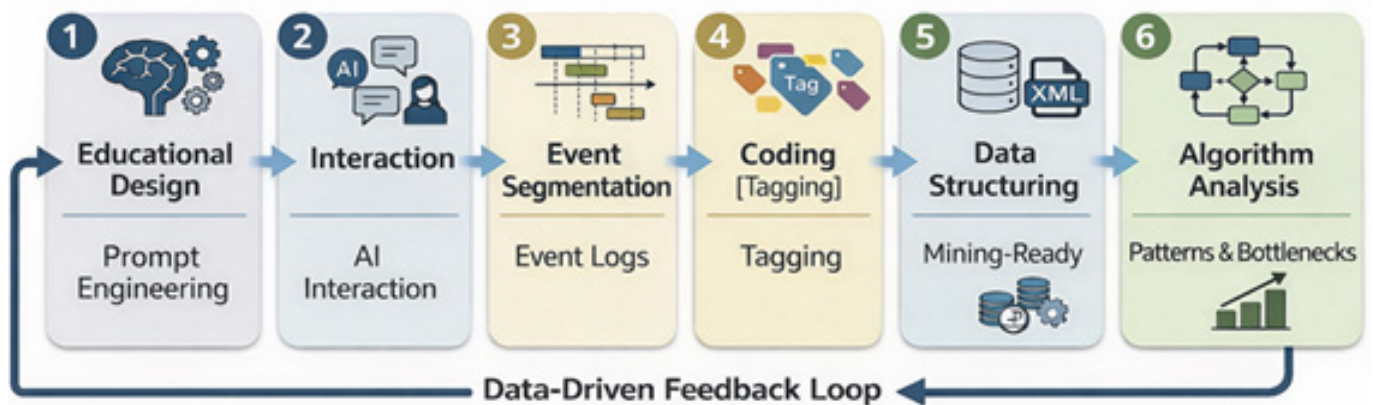 1
2
3
4
5
6
AI
Tag
XML
Educational
Design
Interaction
Event
Segmentation
Coding
[Tagging]
Data
Structuring
Algorithm
Analysis
Prompt
Engineering
AI
Interaction
Event Logs
Tagging
Mining-Ready
Patterns & Bottlenecks
Data-Driven Feedback Loop